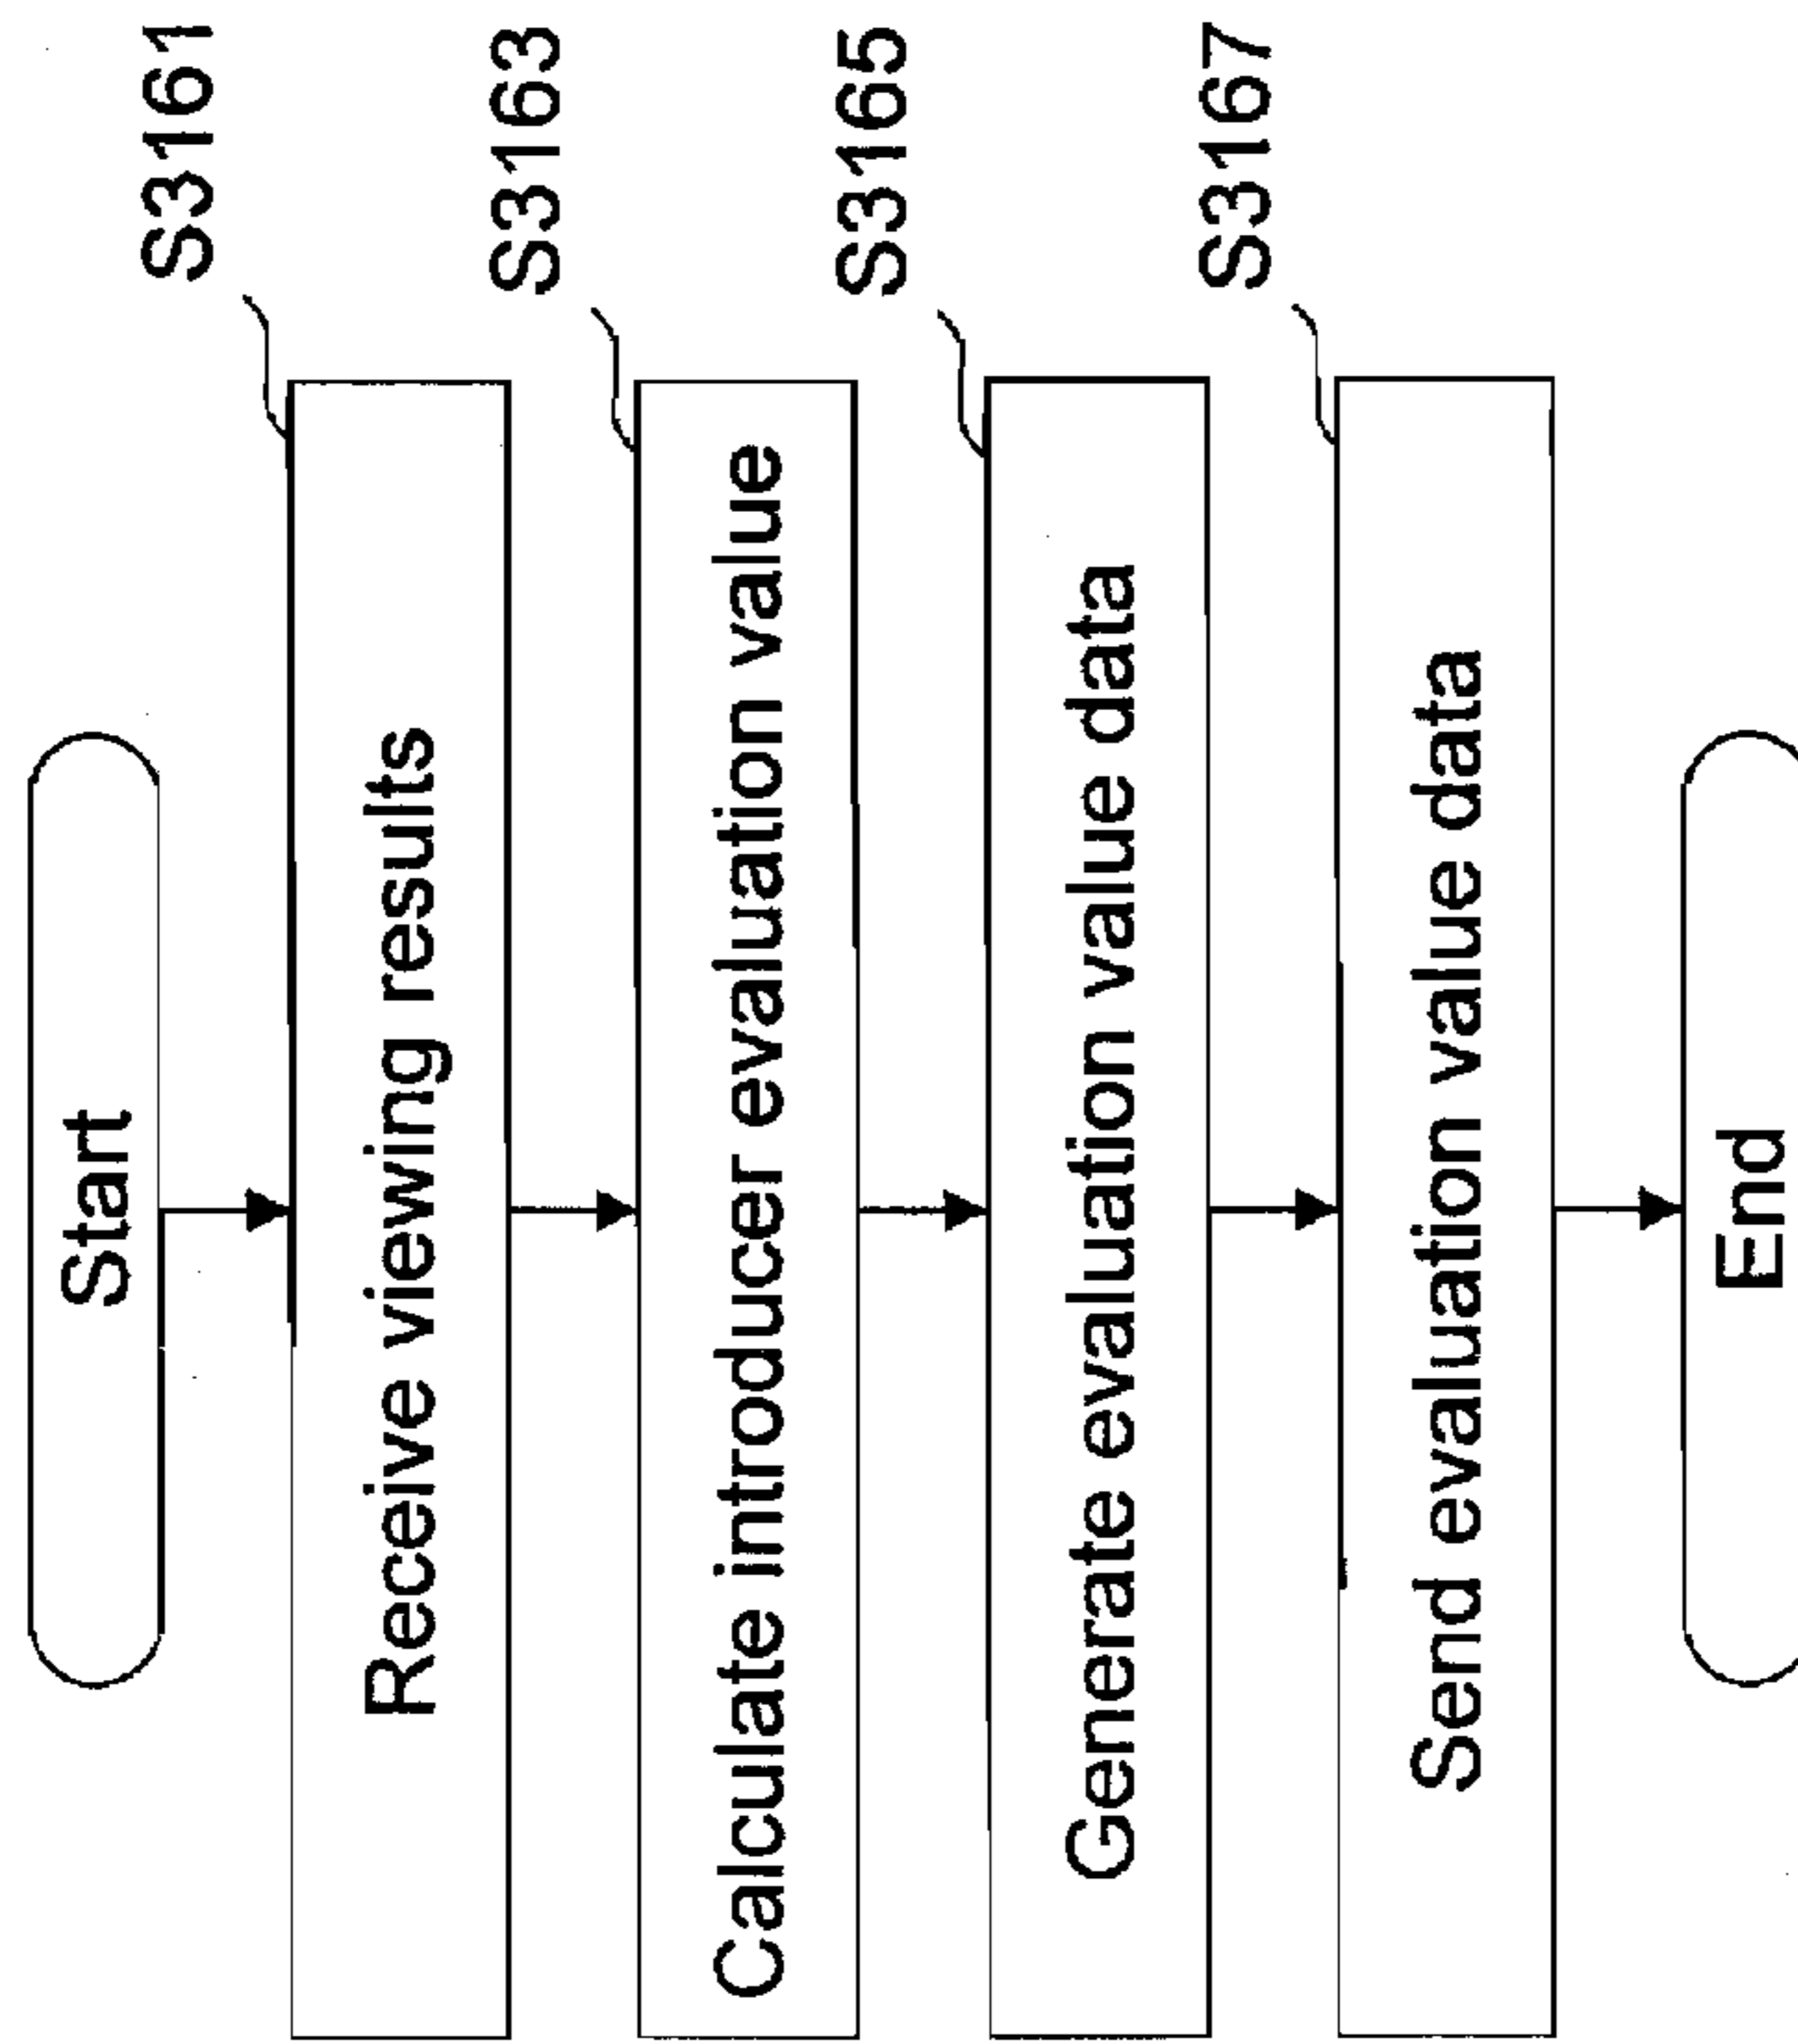 Start
S3161
Receive viewing results
S3163
Calculate introducer evaluation value
S3165
Generate evaluation value data
S3167
Send evaluation value data
End